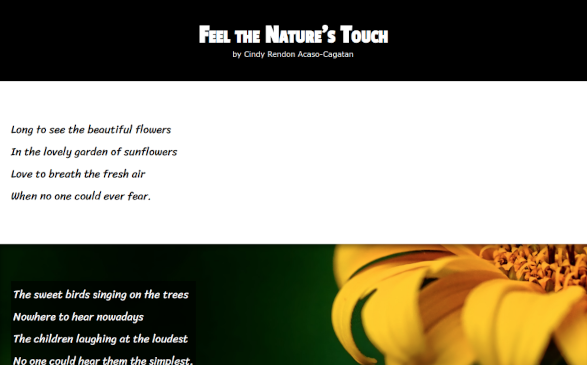 Feel the Nature's Touch
by Cindy Rendon Acaso-Cagatan
Long to see the beautiful flowers
In the lovely garden of sunflowers
Love to breath the fresh air
When no one could ever fear.
The sweet birds singing on the trees
Nowhere to hear nowadays
The children laughing at the loudest
No one could hear them the simplest.